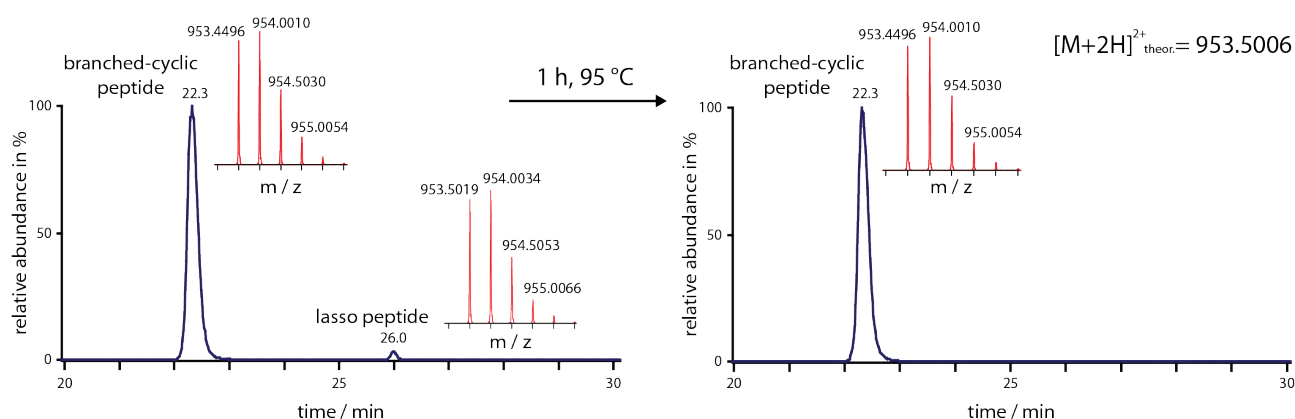 953.4496
954.0010
954.5030
955.0054
m / z
branched-cyclic
peptide
22.3
relative abundance in %
100
50
0
953.5019
954.0034
954.5053
955.0066
m / z
lasso peptide
26.0
20
25
30
time / min
1 h, 95 °C
953.4496
954.0010
954.5030
955.0054
m / z
branched-cyclic
peptide
22.3
relative abundance in %
100
50
0
20
25
30
time / min
[M+2H]²⁺theor.= 953.5006